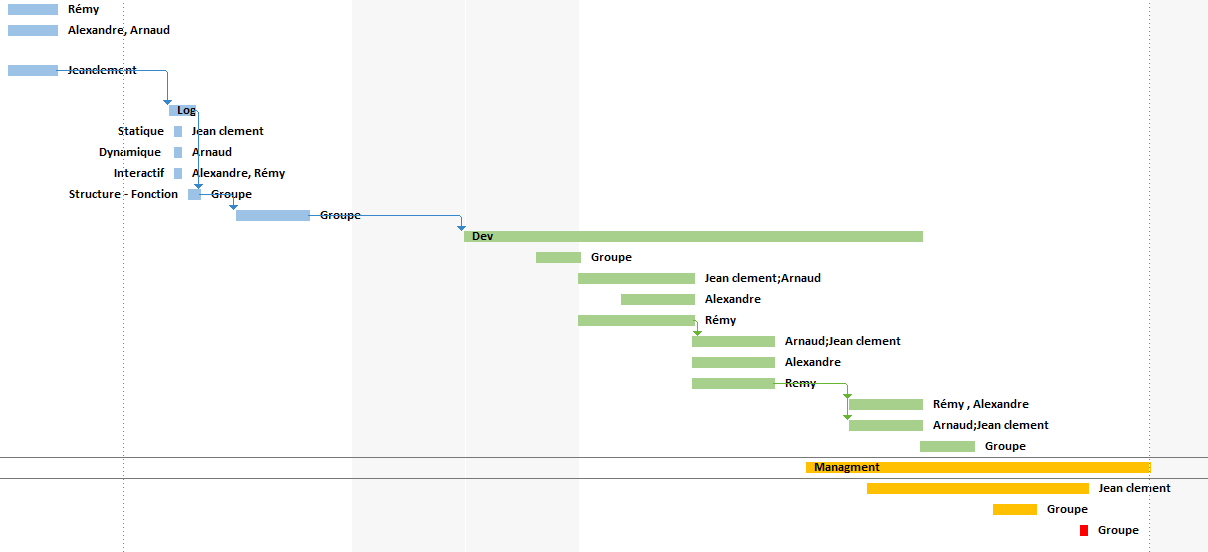 Rémy
Alexandre, Arnaud
Jeanclement
Log
Statique Jean clement
Dynamique Arnaud
Interactif Alexandre, Rémy
Structure - Fonction Groupe
Groupe
Dev
Groupe
Jean clement;Arnaud
Alexandre
Rémy
Arnaud;Jean clement
Alexandre
Remy
Rémy , Alexandre
Arnaud;Jean clement
Groupe
Managment
Jean clement
Groupe
Groupe